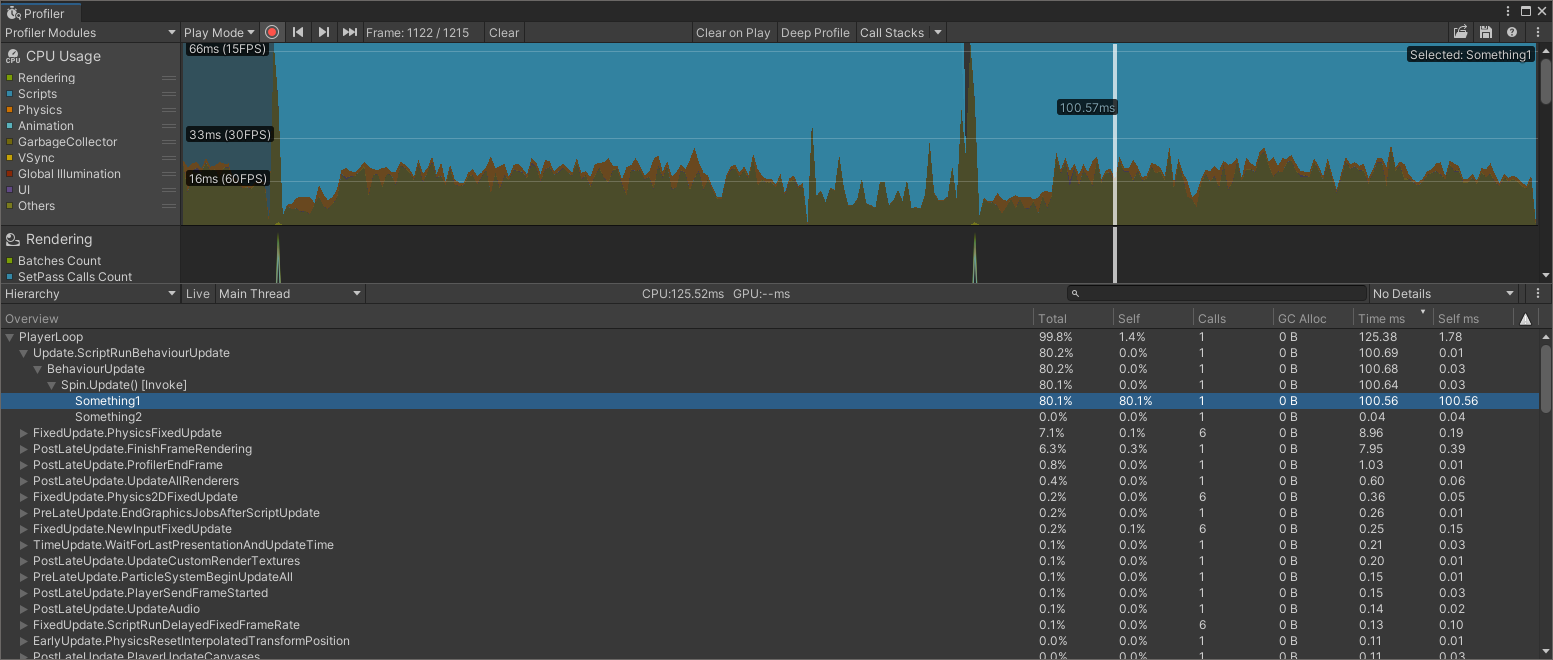 Profiler
Profiler Modules Play Mode Frame: 1122 / 1215 Clear Clear on Play Deep Profile Call Stacks
CPU Usage
66ms (15FPS)
Selected: Something1
Rendering
Scripts
Physics
100.57ms
Animation
33ms (30FPS)
GarbageCollector
VSync
Global Illumination
16ms (60FPS)
UI
Others
Rendering
Batches Count
SetPass Calls Count
Hierarchy Live Main Thread CPU:125.52ms GPU:--ms No Details
Overview Total Self Calls GC Alloc Time ms Self ms
PlayerLoop 99.8% 1.4% 1 0 B 125.38 1.78
Update.ScriptRunBehaviourUpdate 80.2% 0.0% 1 0 B 100.69 0.01
BehaviourUpdate 80.2% 0.0% 1 0 B 100.68 0.03
Spin.Update() [Invoke] 80.1% 0.0% 1 0 B 100.64 0.03
Something1 80.1% 80.1% 1 0 B 100.56 100.56
Something2 0.0% 0.0% 1 0 B 0.04 0.04
FixedUpdate.PhysicsFixedUpdate 7.1% 0.1% 6 0 B 8.96 0.19
PostLateUpdate.FinishFrameRendering 6.3% 0.3% 1 0 B 7.95 0.39
PostLateUpdate.ProfilerEndFrame 0.8% 0.0% 1 0 B 1.03 0.01
PostLateUpdate.UpdateAllRenderers 0.4% 0.0% 1 0 B 0.60 0.06
FixedUpdate.Physics2DFixedUpdate 0.2% 0.0% 6 0 B 0.36 0.05
PreLateUpdate.EndGraphicsJobsAfterScriptUpdate 0.2% 0.0% 1 0 B 0.26 0.01
FixedUpdate.NewInputFixedUpdate 0.2% 0.1% 6 0 B 0.25 0.15
TimeUpdate.WaitForLastPresentationAndUpdateTime 0.1% 0.0% 1 0 B 0.21 0.03
PostLateUpdate.UpdateCustomRenderTextures 0.1% 0.0% 1 0 B 0.20 0.01
PreLateUpdate.ParticleSystemBeginUpdateAll 0.1% 0.0% 1 0 B 0.15 0.01
PostLateUpdate.PlayerSendFrameStarted 0.1% 0.0% 1 0 B 0.15 0.03
PostLateUpdate.UpdateAudio 0.1% 0.0% 1 0 B 0.14 0.02
FixedUpdate.ScriptRunDelayedFixedFrameRate 0.1% 0.0% 6 0 B 0.13 0.10
EarlyUpdate.PhysicsResetInterpolatedTransformPosition 0.0% 0.0% 1 0 B 0.11 0.01
PostLateUpdate.PlayerUpdateCanvases 0.0% 0.0% 1 0 B 0.11 0.03